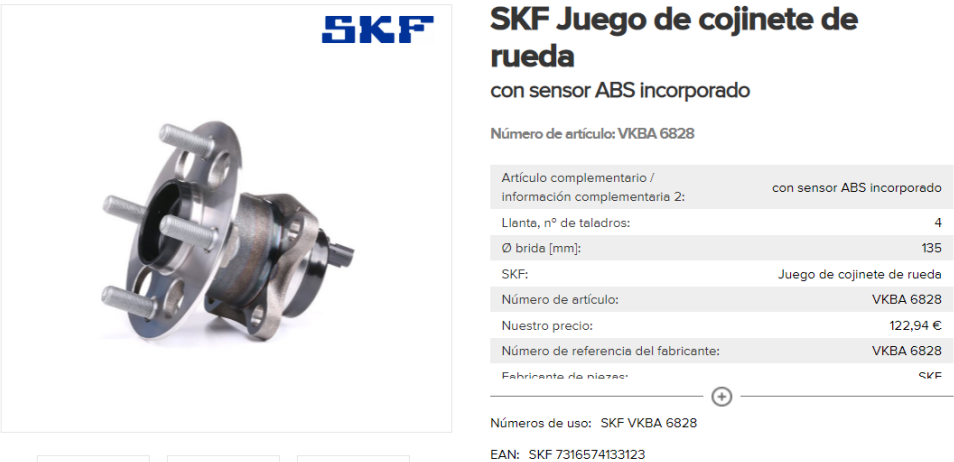 SKF
SKF Juego de cojinete de
rueda
con sensor ABS incorporado
Número de artículo: VKBA 6828
Artículo complementario /
información complementaria 2:
con sensor ABS incorporado
Llanta, nº de taladros: 4
Ø brida [mm]: 135
SKF: Juego de cojinete de rueda
Número de artículo: VKBA 6828
Nuestro precio: 122,94 €
Número de referencia del fabricante: VKBA 6828
Fabricante de piezas: SKF
Números de uso: SKF VKBA 6828
EAN: SKF 7316574133123